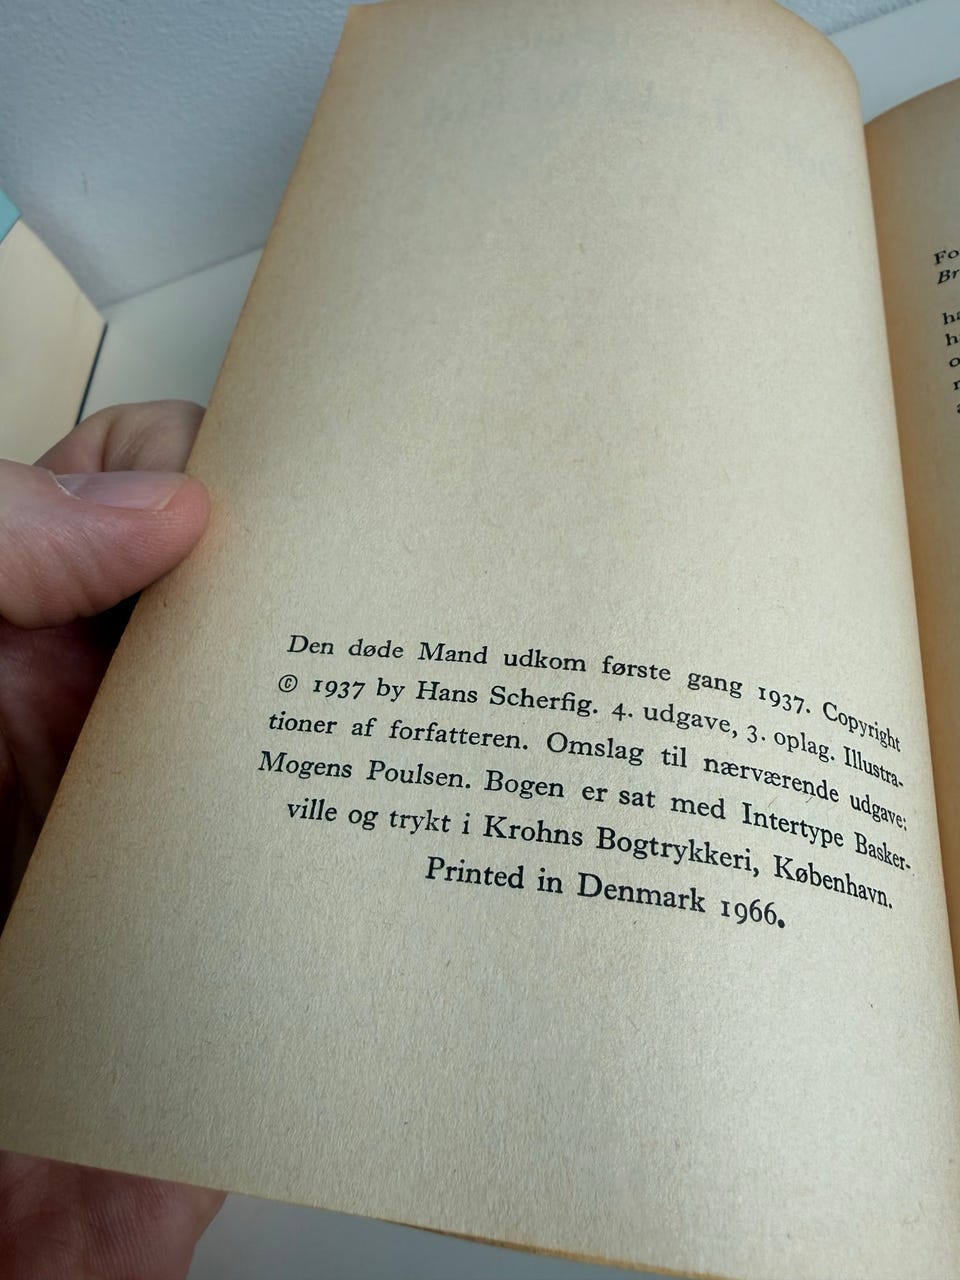 Den døde Mand udkom første gang 1937. Copyright
© 1937 by Hans Scherfig. 4. udgave, 3. oplag. Illustra-
tioner af forfatteren. Omslag til nærværende udgave:
Mogens Poulsen. Bogen er sat med Intertype Basker-
ville og trykt i Krohns Bogtrykkeri, København.
Printed in Denmark 1966.